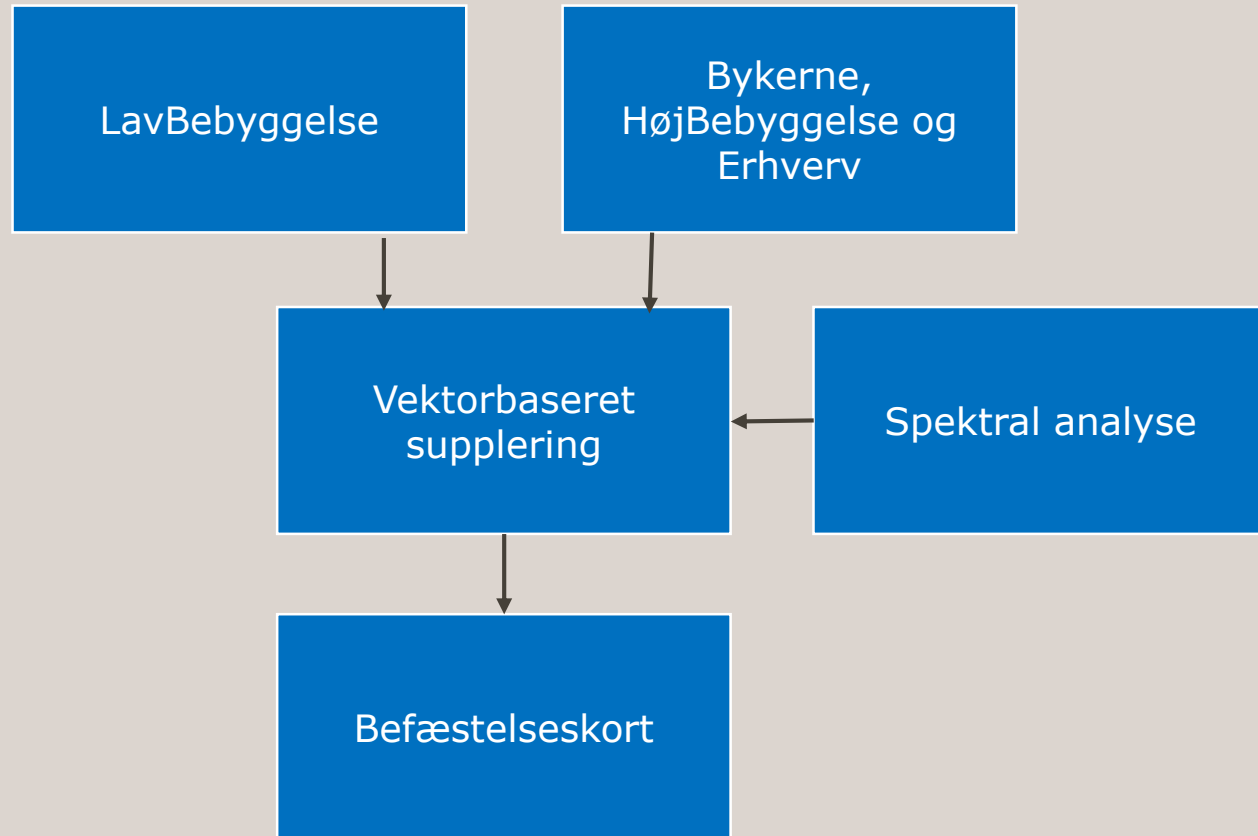 LavBebyggelse
Bykerne,
HøjBebyggelse og
Erhverv
Vektorbaseret
supplering
Spektral analyse
Befæstelseskort